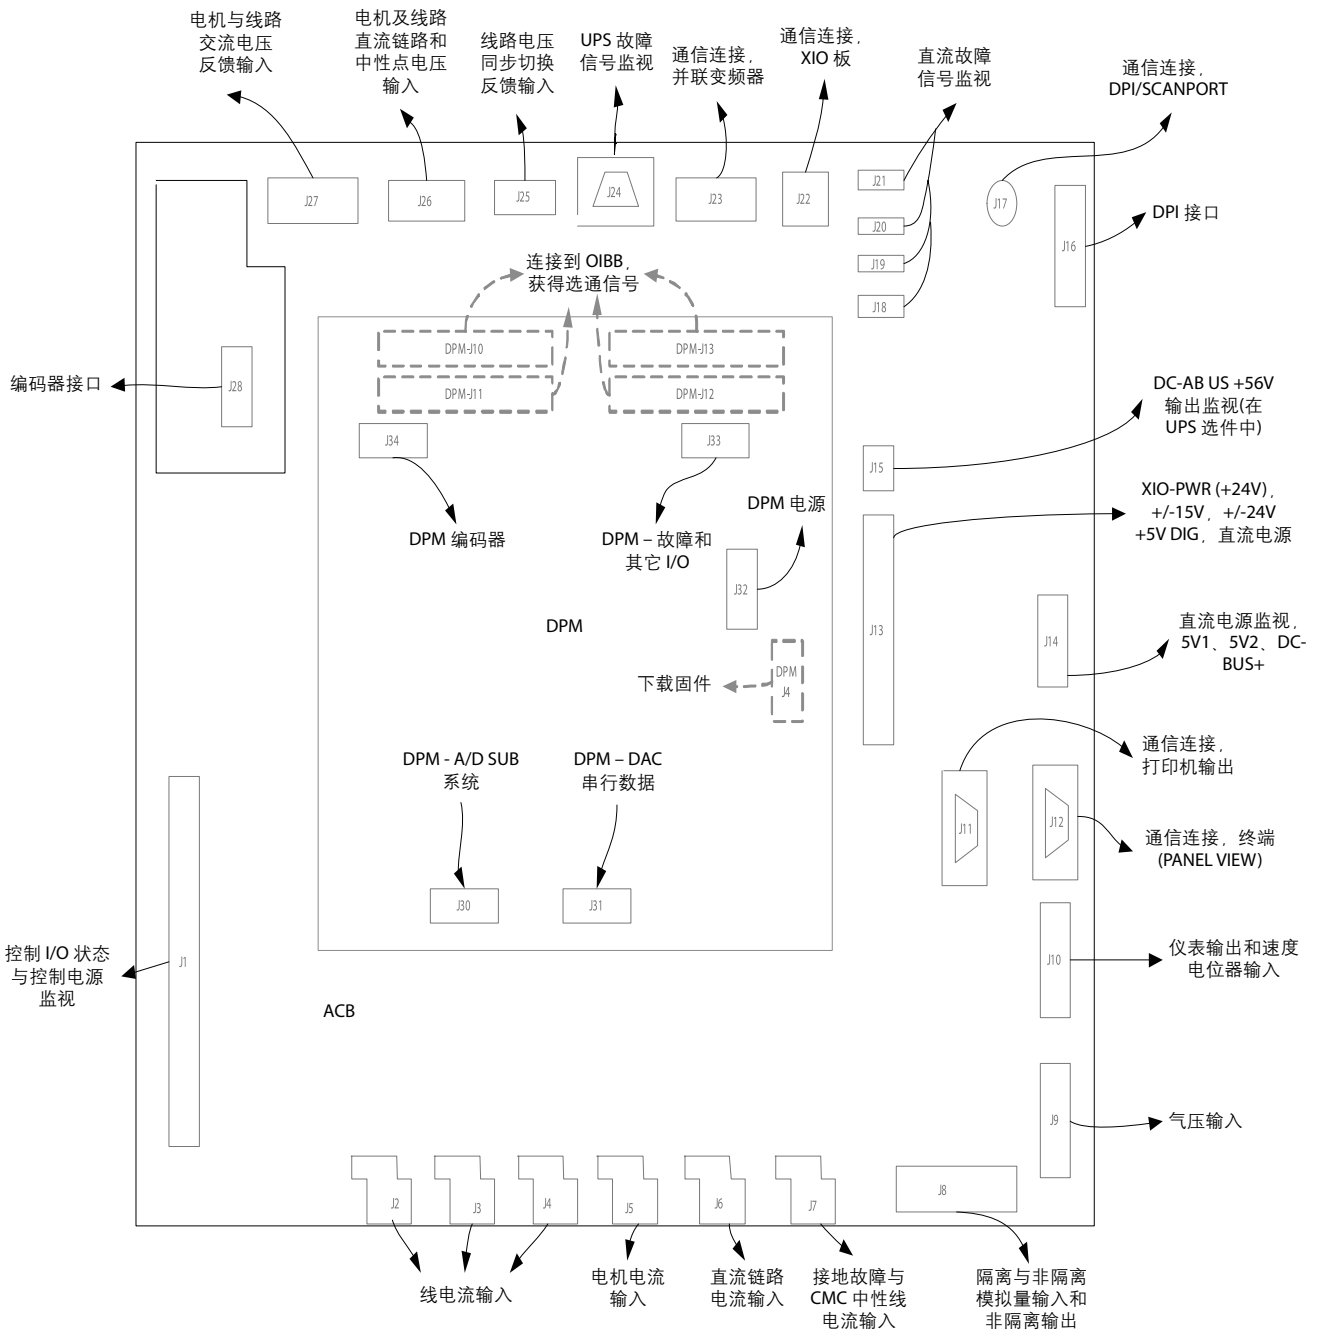 电机与线路
交流电压
反馈输入
电机及线路
直流链路和
中性点电压
输入
线路电压
同步切换
反馈输入
UPS 故障
信号监视
通信连接,
并联变频器
通信连接,
XIO 板
直流故障
信号监视
通信连接,
DPI/SCANPORT
J27
J26
J25
J24
J23
J22
J21
J20
J19
J18
J17
J16
DPI 接口
连接到 OIBB,
获得选通信号
DPM-J10
DPM-J13
DPM-J11
DPM-J12
编码器接口
J28
J34
J33
DPM 编码器
DPM – 故障和
其它 I/O
DPM 电源
J32
J15
DC-AB US +56V
输出监视(在
UPS 选件中)
XIO-PWR (+24V),
+/-15V, +/-24V
+5V DIG, 直流电源
J13
J14
直流电源监视,
5V1、5V2、DC-
BUS+
DPM
下载固件
DPM
J4
DPM - A/D SUB
系统
DPM – DAC
串行数据
J30
J31
通信连接,
打印机输出
J11
J12
通信连接, 终端
(PANEL VIEW)
控制 I/O 状态
与控制电源
监视
J1
J10
仪表输出和速度
电位器输入
ACB
J9
气压输入
J2
J3
J4
J5
J6
J7
J8
线电流输入
电机电流
输入
直流链路
电流输入
接地故障与
CMC 中性线
电流输入
隔离与非隔离
模拟量输入和
非隔离输出